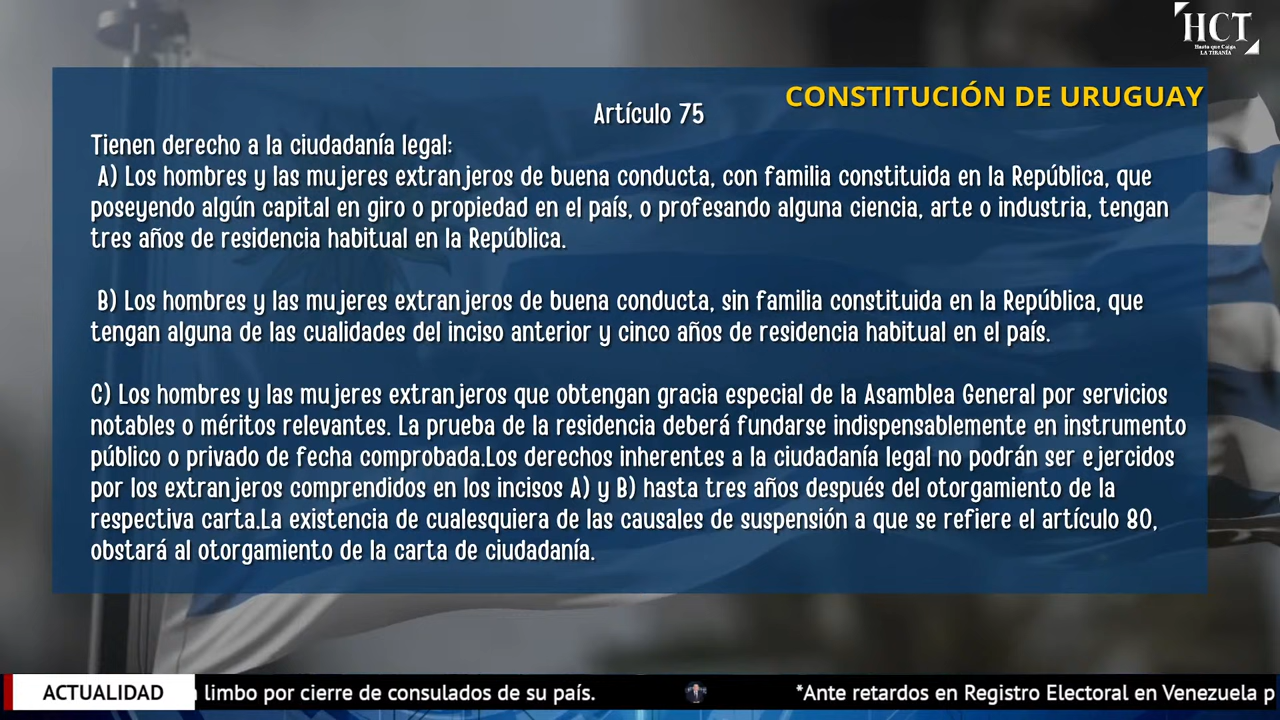 HCT
Hasta que Caiga
LA TIRANÍA
CONSTITUCIÓN DE URUGUAY
Artículo 75
Tienen derecho a la ciudadanía legal:
A) Los hombres y las mujeres extranjeros de buena conducta, con familia constituida en la República, que
poseyendo algún capital en giro o propiedad en el país, o profesando alguna ciencia, arte o industria, tengan
tres años de residencia habitual en la República.
B) Los hombres y las mujeres extranjeros de buena conducta, sin familia constituida en la República, que
tengan alguna de las cualidades del inciso anterior y cinco años de residencia habitual en el país.
C) Los hombres y las mujeres extranjeros que obtengan gracia especial de la Asamblea General por servicios
notables o méritos relevantes. La prueba de la residencia deberá fundarse indispensablemente en instrumento
público o privado de fecha comprobada.Los derechos inherentes a la ciudadanía legal no podrán ser ejercidos
por los extranjeros comprendidos en los incisos A) y B) hasta tres años después del otorgamiento de la
respectiva carta.La existencia de cualesquiera de las causales de suspensión a que se refiere el artículo 80,
obstará al otorgamiento de la carta de ciudadanía.
ACTUALIDAD limbo por cierre de consulados de su país. *Ante retardos en Registro Electoral en Venezuela p